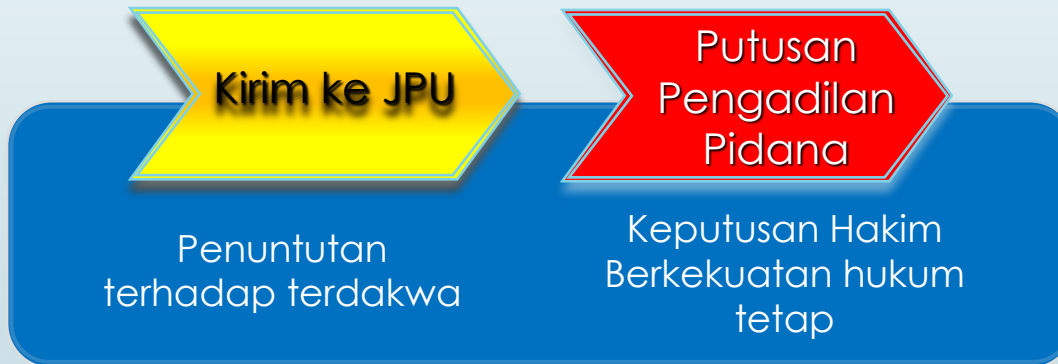 Kirim ke JPU
Penuntutan
terhadap terdakwa
Putusan
Pengadilan
Pidana
Keputusan Hakim
Berkekuatan hukum
tetap